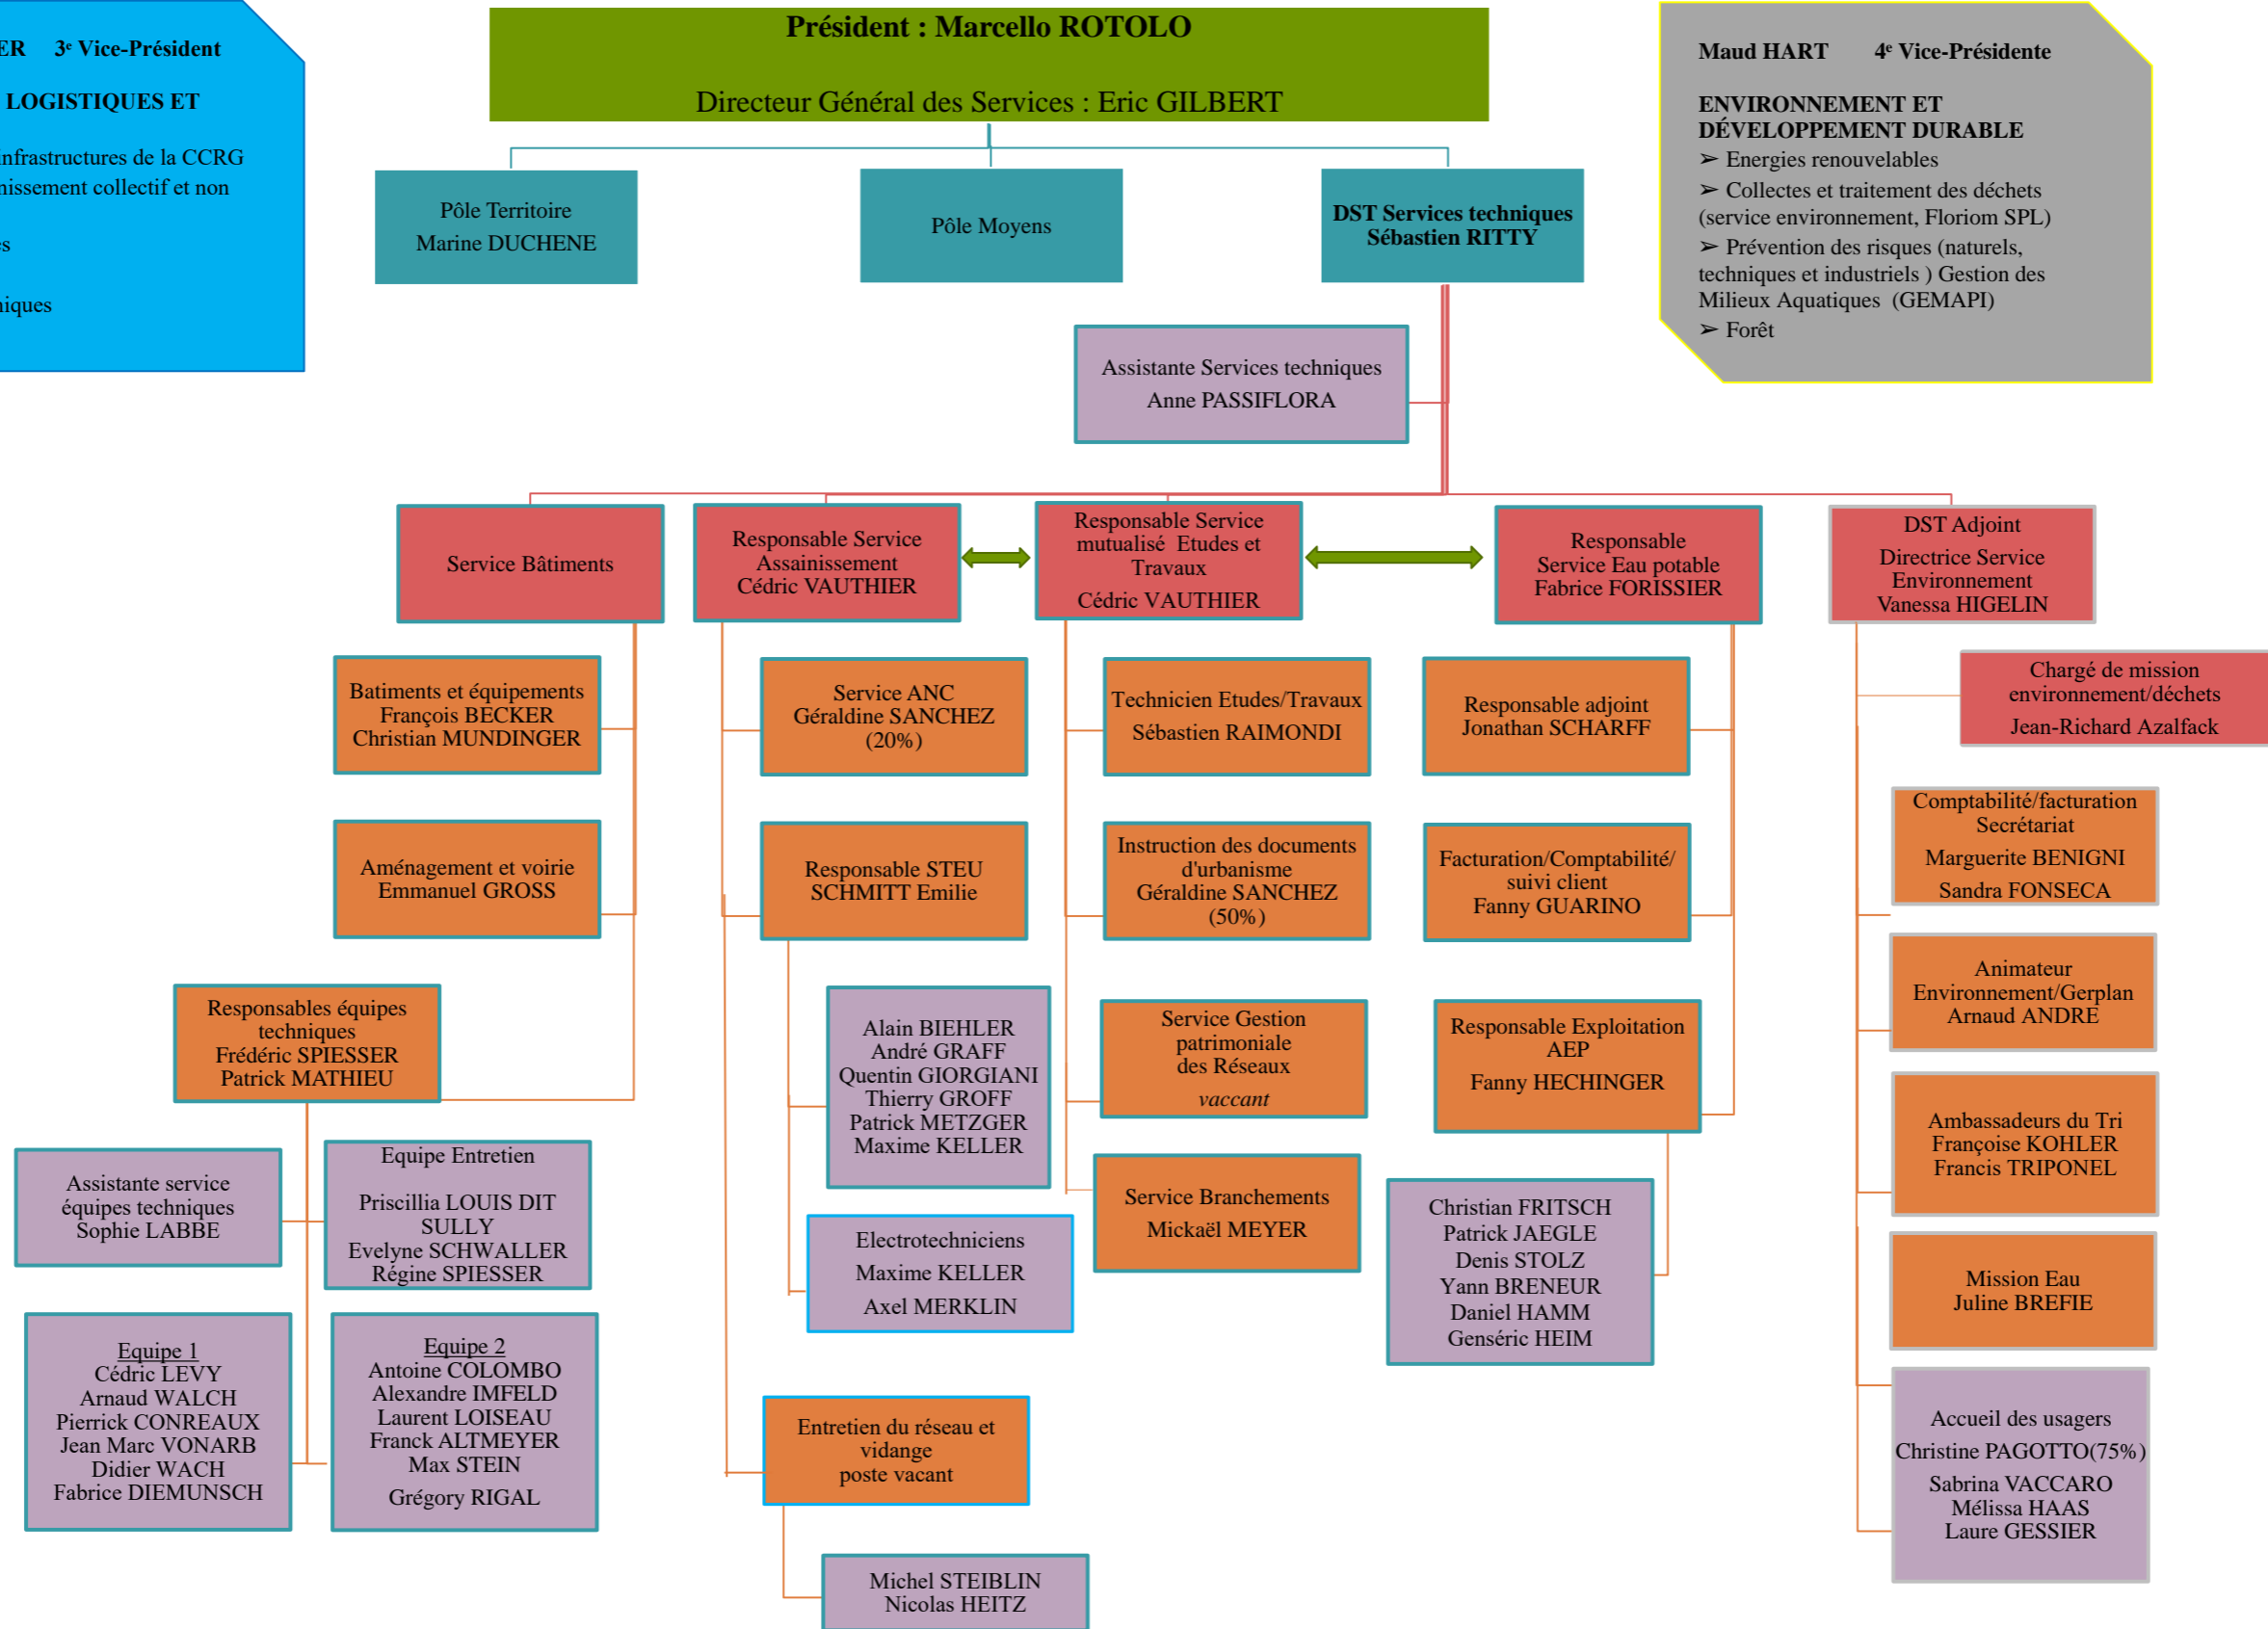 ER 3e Vice-Président
LOGISTIQUES ET
infrastructures de la CCRG
nissement collectif et non
es
niques
Président : Marcello ROTOLO
Directeur Général des Services : Eric GILBERT
Maud HART 4e Vice-Présidente
ENVIRONNEMENT ET
DÉVELOPPEMENT DURABLE
➢ Energies renouvelables
➢ Collectes et traitement des déchets
(service environnement, Floriom SPL)
➢ Prévention des risques (naturels,
techniques et industriels ) Gestion des
Milieux Aquatiques (GEMAPI)
➢ Forêt
Pôle Territoire
Marine DUCHENE
Pôle Moyens
DST Services techniques
Sébastien RITTY
Assistante Services techniques
Anne PASSIFLORA
Service Bâtiments
Responsable Service
Assainissement
Cédric VAUTHIER
Responsable Service
mutualisé Etudes et
Travaux
Cédric VAUTHIER
Responsable
Service Eau potable
Fabrice FORISSIER
DST Adjoint
Directrice Service
Environnement
Vanessa HIGELIN
Chargé de mission
environnement/déchets
Jean-Richard Azalfack
Batiments et équipements
François BECKER
Christian MUNDINGER
Aménagement et voirie
Emmanuel GROSS
Responsables équipes
techniques
Frédéric SPIESSER
Patrick MATHIEU
Assistante service
équipes techniques
Sophie LABBE
Equipe Entretien
Priscillia LOUIS DIT
SULLY
Evelyne SCHWALLER
Régine SPIESSER
Equipe 1
Cédric LEVY
Arnaud WALCH
Pierrick CONREAUX
Jean Marc VONARB
Didier WACH
Fabrice DIEMUNSCH
Equipe 2
Antoine COLOMBO
Alexandre IMFELD
Laurent LOISEAU
Franck ALTMEYER
Max STEIN
Grégory RIGAL
Service ANC
Géraldine SANCHEZ
(20%)
Responsable STEU
SCHMITT Emilie
Alain BIEHLER
André GRAFF
Quentin GIORGIANI
Thierry GROFF
Patrick METZGER
Maxime KELLER
Electrotechniciens
Maxime KELLER
Axel MERKLIN
Entretien du réseau et
vidange
poste vacant
Michel STEIBLIN
Nicolas HEITZ
Technicien Etudes/Travaux
Sébastien RAIMONDI
Instruction des documents
d'urbanisme
Géraldine SANCHEZ
(50%)
Service Gestion
patrimoniale
des Réseaux
vaccant
Service Branchements
Mickaël MEYER
Responsable adjoint
Jonathan SCHARFF
Facturation/Comptabilité/
suivi client
Fanny GUARINO
Responsable Exploitation
AEP
Fanny HECHINGER
Christian FRITSCH
Patrick JAEGLE
Denis STOLZ
Yann BRENEUR
Daniel HAMM
Genséric HEIM
Comptabilité/facturation
Secrétariat
Marguerite BENIGNI
Sandra FONSECA
Animateur
Environnement/Gerplan
Arnaud ANDRE
Ambassadeurs du Tri
Françoise KOHLER
Francis TRIPONEL
Mission Eau
Juline BREFIE
Accueil des usagers
Christine PAGOTTO(75%)
Sabrina VACCARO
Mélissa HAAS
Laure GESSIER